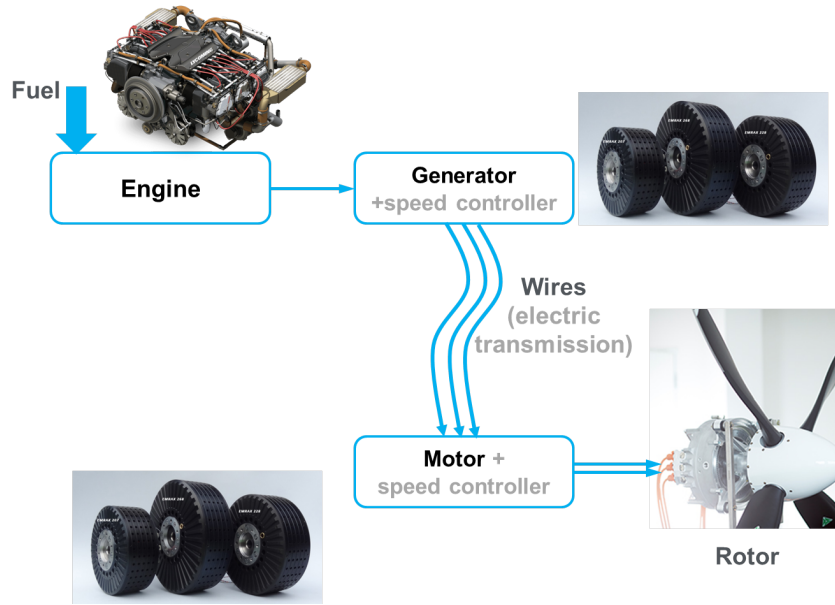 Fuel
Engine
Generator
+speed controller
Wires
(electric
transmission)
Motor +
speed controller
Rotor